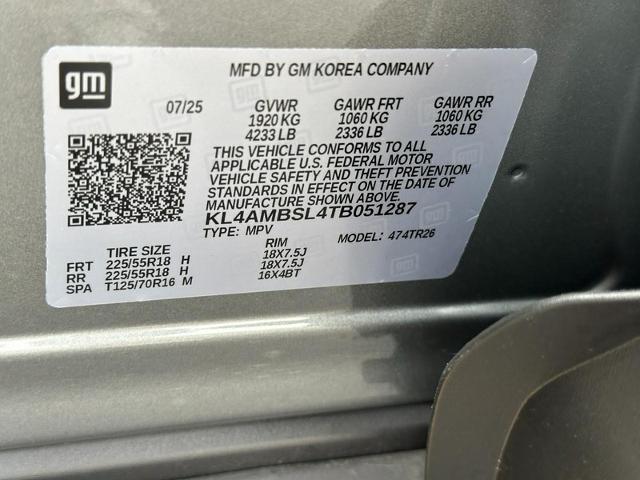 gm
MFD BY GM KOREA COMPANY
07/25 GVWR GAWR FRT GAWR RR
1920 KG 1060 KG 1060 KG
4233 LB 2336 LB 2336 LB
THIS VEHICLE CONFORMS TO ALL
APPLICABLE U.S. FEDERAL MOTOR
VEHICLE SAFETY AND THEFT PREVENTION
STANDARDS IN EFFECT ON THE DATE OF
MANUFACTURE SHOWN ABOVE.
KL4AMBSL4TB051287
TYPE: MPV MODEL: 474TR26
TIRE SIZE RIM
FRT 225/55R18 H 18X7.5J
RR 225/55R18 H 18X7.5J
SPA T125/70R16 M 16X4BT